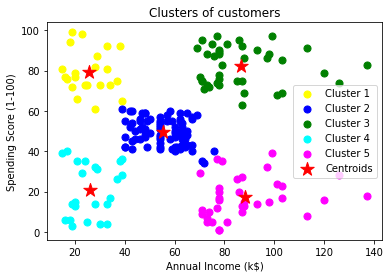 Clusters of customers
Spending Score (1-100)
100
80
60
40
20
0
Cluster 1
Cluster 2
Cluster 3
Cluster 4
Cluster 5
Centroids
20
40
60
80
100
120
140
Annual Income (k$)